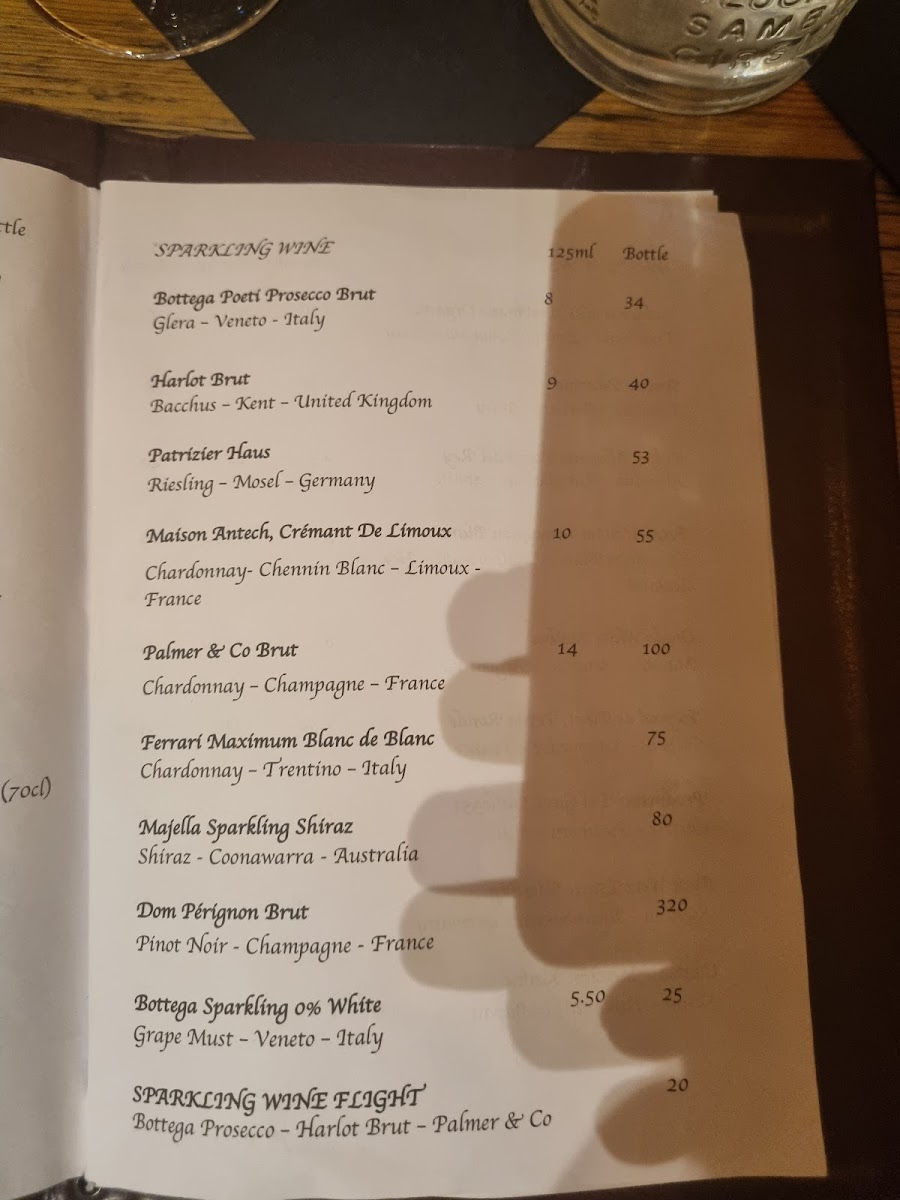 SAMB
ttle
(70cl)
SPARKLING WINE 125ml Bottle
Bottega Poeti Prosecco Brut 8 34
Glera – Veneto - Italy
Harlot Brut 9 40
Bacchus – Kent – United Kingdom
Patrizier Haus 53
Riesling – Mosel – Germany
Maison Antech, Crémant De Limoux 10 55
Chardonnay- Chennin Blanc – Limoux -
France
Palmer & Co Brut 14 100
Chardonnay – Champagne – France
Ferrari Maximum Blanc de Blanc 75
Chardonnay – Trentino – Italy
Majella Sparkling Shiraz 80
Shiraz - Coonawarra - Australia
Dom Pérignon Brut 320
Pinot Noir - Champagne - France
Bottega Sparkling 0% White 5.50 25
Grape Must – Veneto – Italy
SPARKLING WINE FLIGHT 20
Bottega Prosecco – Harlot Brut – Palmer & Co